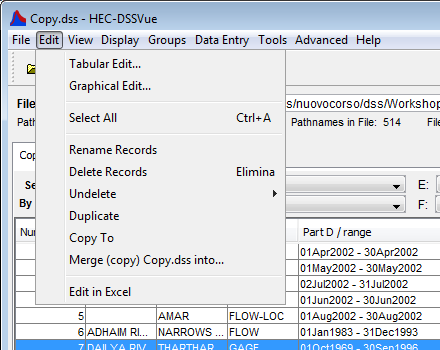 Copy.dss - HEC-DSSVue
File Edit View Display Groups Data Entry Tools Advanced Help
Tabular Edit...
Graphical Edit...
File s/nuovocorso/dss/Workshop
Select All Ctrl+A
Pathnames in File: 514
Rename Records
Delete Records Elimina
E:
Undelete
By F:
Duplicate
Copy To
Part D / range
01Apr2002 - 30Apr2002
Merge (copy) Copy.dss into...
01May2002 - 30May2002
02Jul2002 - 31Jul2002
Edit in Excel
01Jun2002 - 30Jun2002
5 AMAR FLOW-LOC 01Aug2002 - 30Aug2002
6 ADHAIM RI... NARROWS ... FLOW 01Jan1983 - 31Dec1993
7 DAILYA RIV... THARTHAR... GAGE 01Oct1969 - 30Sep1996